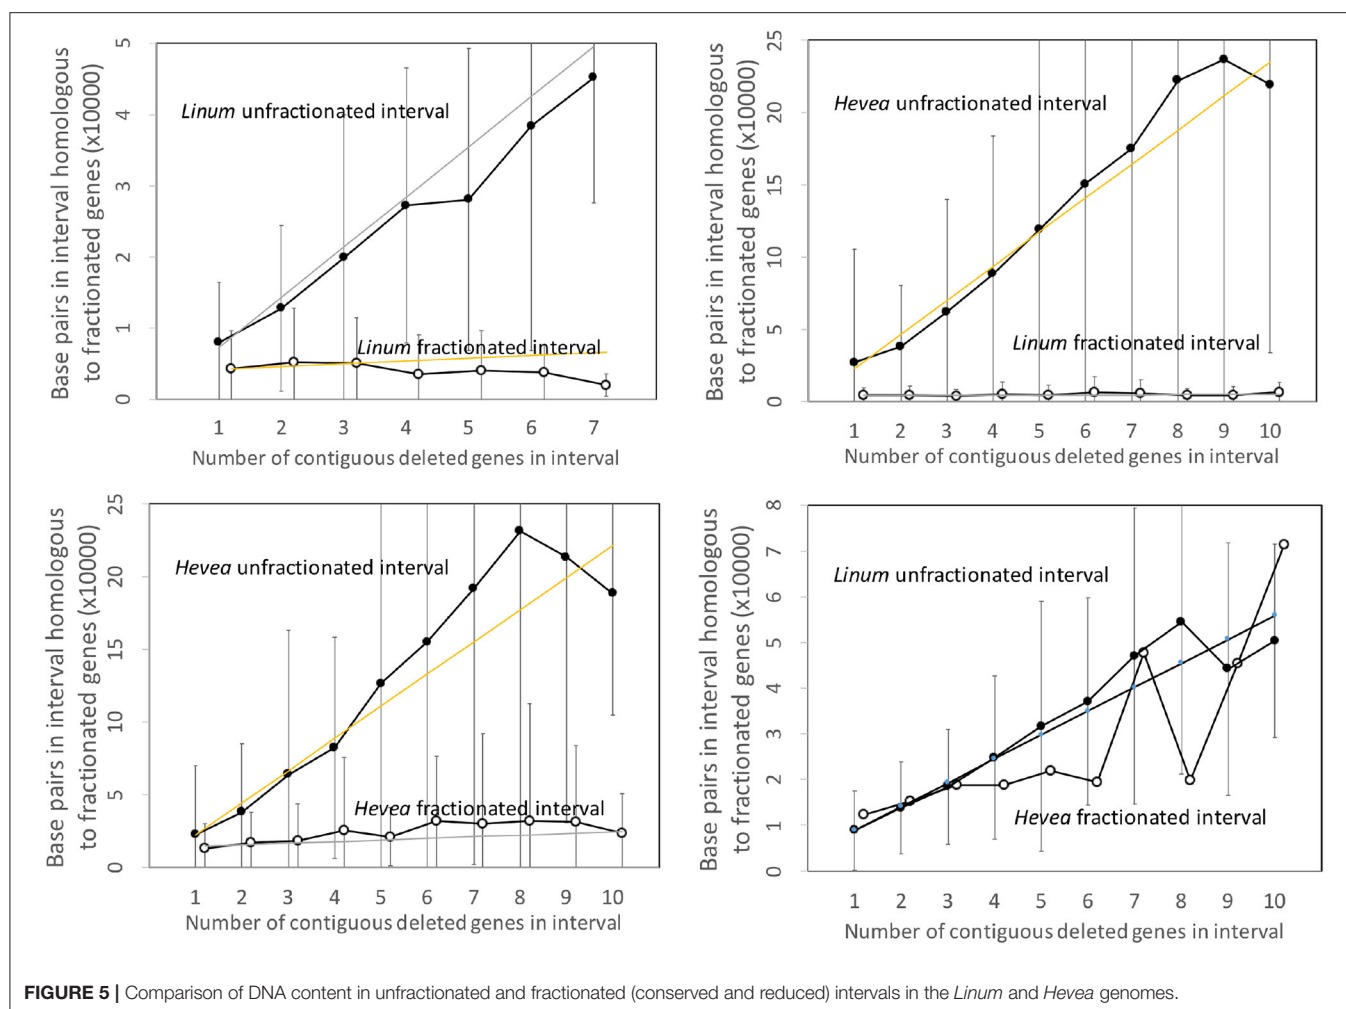 Base pairs in interval homologous
to fractionated genes (x10000)
5
4
3
2
1
0
Linum unfractionated interval
Linum fractionated interval
1 2 3 4 5 6 7
Number of contiguous deleted genes in interval
Base pairs in interval homologous
to fractionated genes (x10000)
25
20
15
10
5
0
Hevea unfractionated interval
Linum fractionated interval
1 2 3 4 5 6 7 8 9 10
Number of contiguous deleted genes in interval
Base pairs in interval homologous
to fractionated genes (x10000)
25
20
15
10
5
0
Hevea unfractionated interval
Hevea fractionated interval
1 2 3 4 5 6 7 8 9 10
Number of contiguous deleted genes in interval
Base pairs in interval homologous
to fractionated genes (x10000)
8
7
6
5
4
3
2
1
0
Linum unfractionated interval
Hevea fractionated interval
1 2 3 4 5 6 7 8 9 10
Number of contiguous deleted genes in interval
FIGURE 5 | Comparison of DNA content in unfractionated and fractionated (conserved and reduced) intervals in the Linum and Hevea genomes.